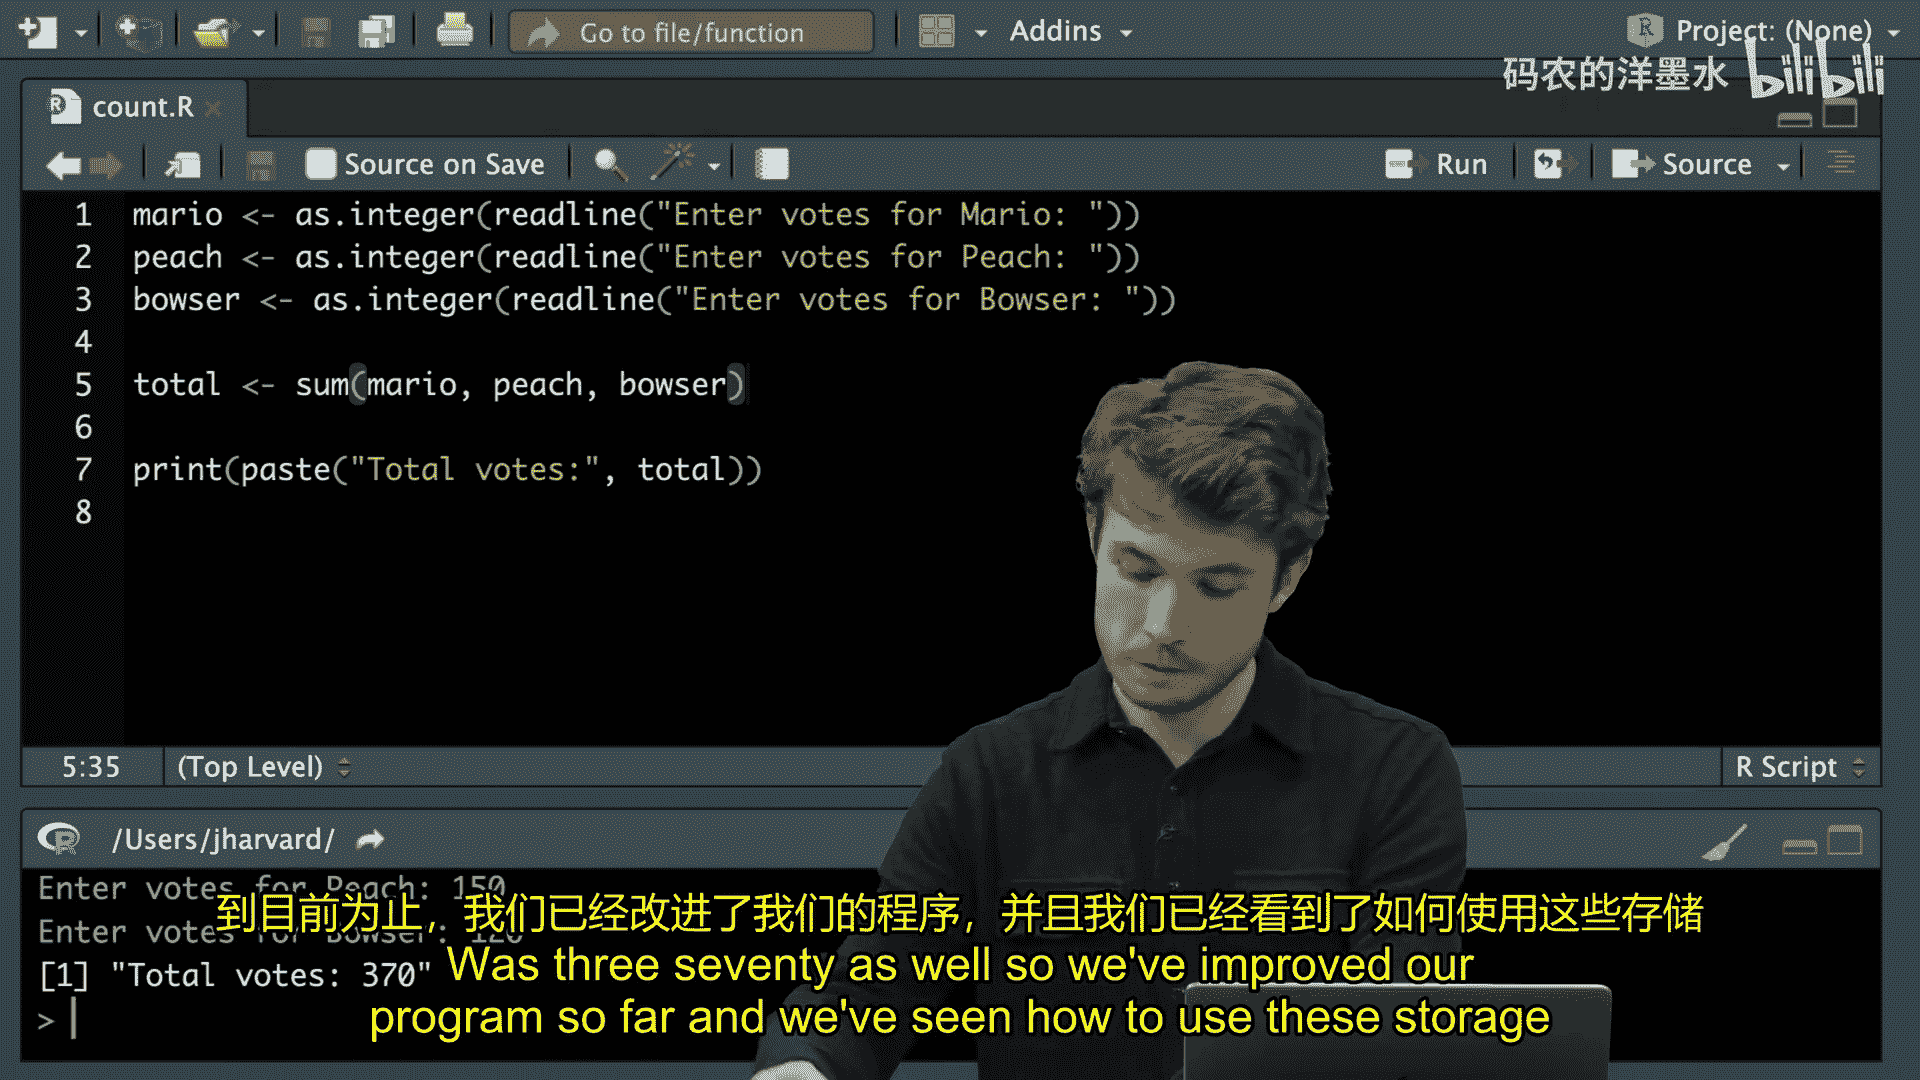 Go to file/function
Addins
Project: (None)
码农的洋墨水 bilibili
count.R
Source on Save
Run
Source
1 mario <- as.integer(readline("Enter votes for Mario: "))
2 peach <- as.integer(readline("Enter votes for Peach: "))
3 bowser <- as.integer(readline("Enter votes for Bowser: "))
4
5 total <- sum(mario, peach, bowser)
6
7 print(paste("Total votes:", total))
8
5:35 (Top Level)
R Script
/Users/jharvard/
Enter votes for Peach: 150
Enter votes for Bowser: 120
[1] "Total votes: 370"
>
到目前为止，我们已经改进了我们的程序，并且我们已经看到了如何使用这些存储
Was three seventy as well so we've improved our
program so far and we've seen how to use these storage